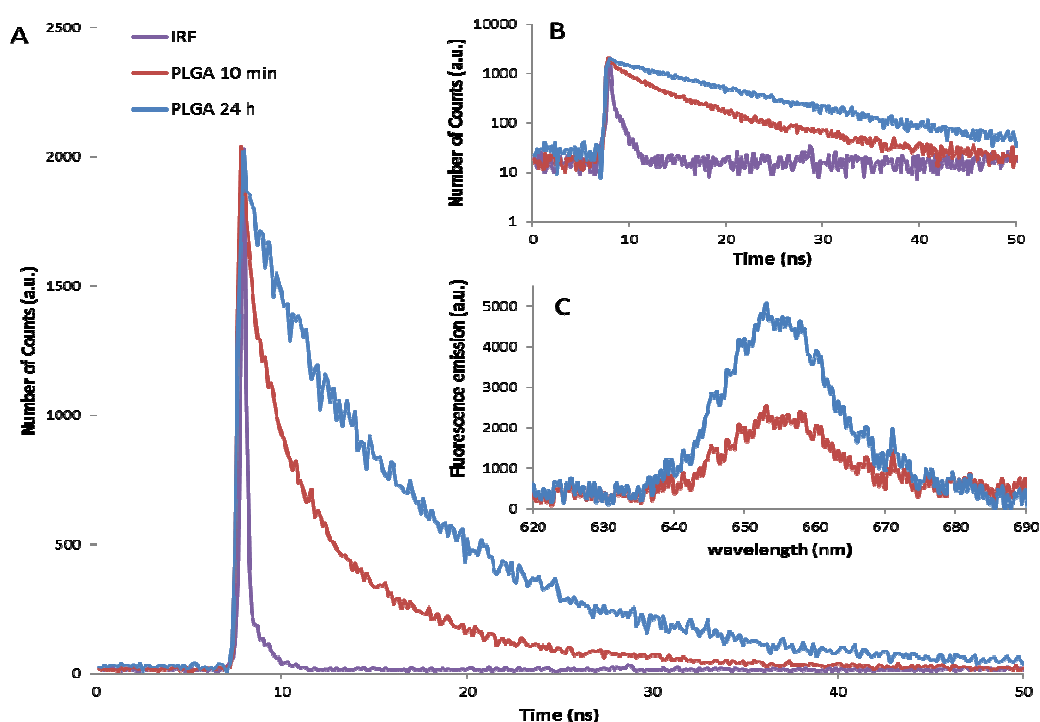 A
IRF
PLGA 10 min
PLGA 24 h
Number of Counts (a.u.)
2500
2000
1500
1000
500
0
0 10 20 30 40 50
Time (ns)
B
Number of Counts (a.u.)
10000
1000
100
10
1
0 10 20 30 40 50
Time (ns)
C
Fluorescence emission (a.u.)
5000
4000
3000
2000
1000
0
620 630 640 650 660 670 680 690
wavelength (nm)